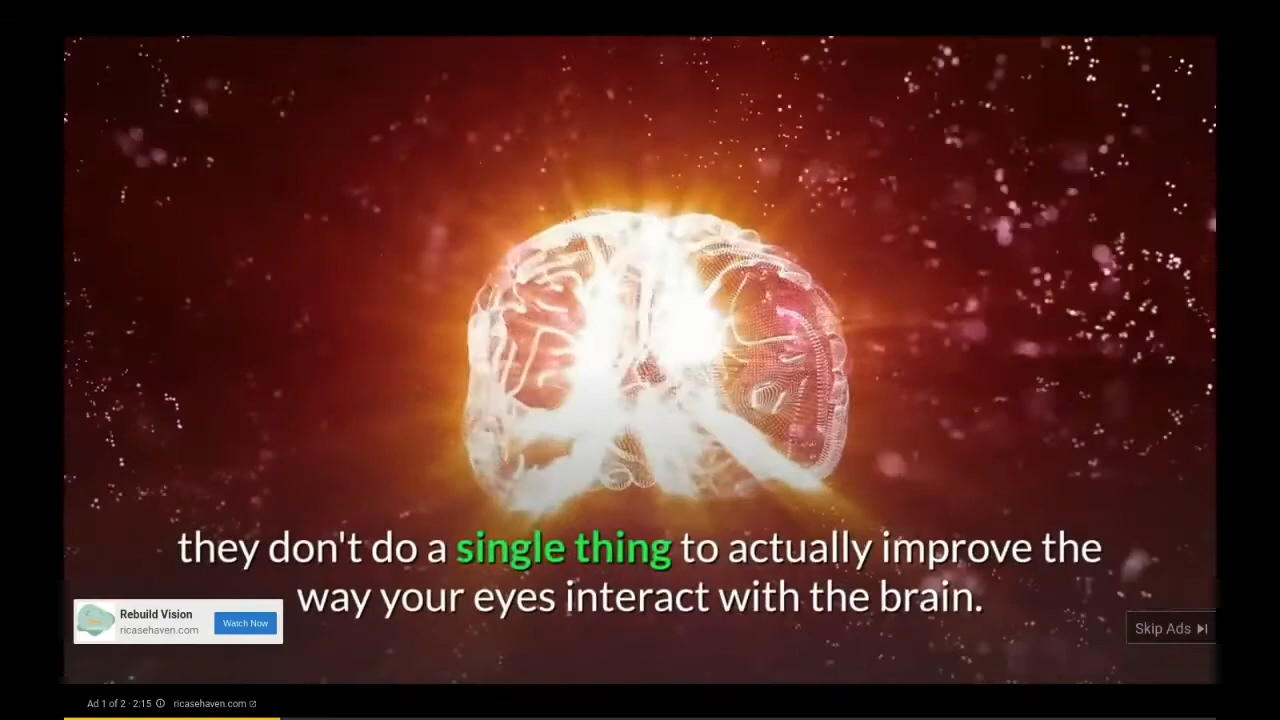 they don't do a single thing to actually improve the
way your eyes interact with the brain.
Rebuild Vision
ricasehaven.com
Watch Now
Skip Ads
Ad 1 of 2 · 2:15
ricasehaven.com